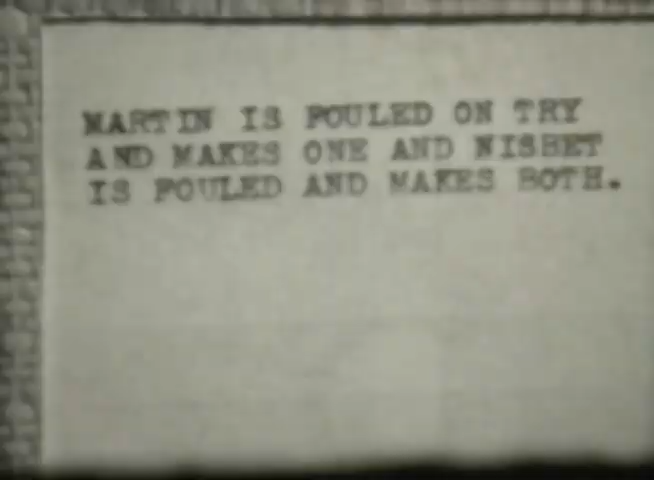 MARTIN IS FOULED ON TRY
AND MAKES ONE AND NISBET
IS FOULED AND MAKES BOTH.